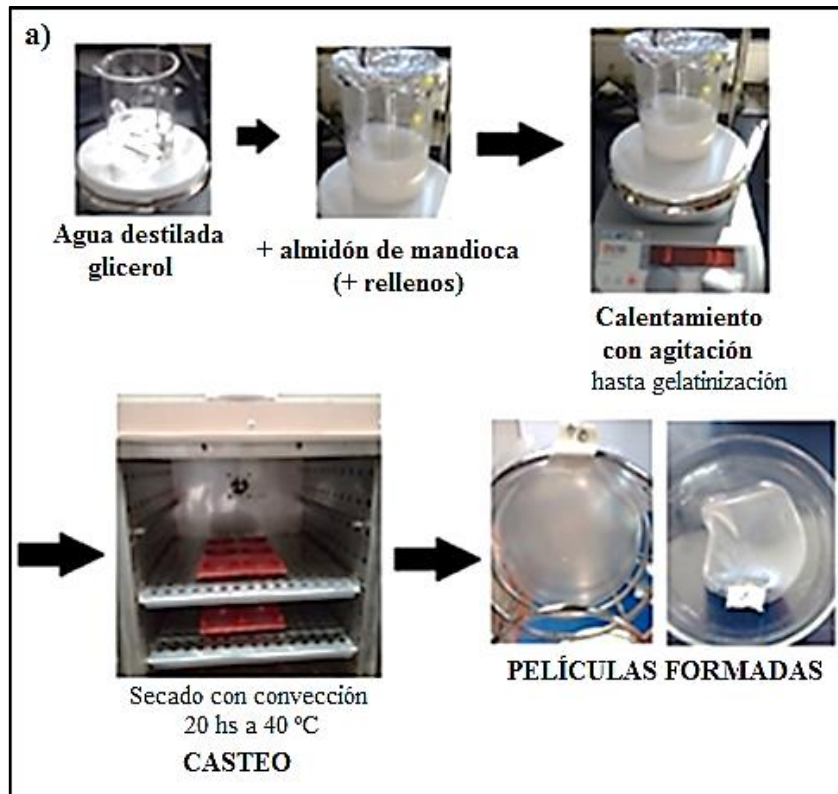 a)
Agua destilada
glicerol
+ almidón de mandioca
(+ rellenos)
Calentamiento
con agitación
hasta gelatinización
Secado con convección
20 hs a 40 ºC
CASTEO
PELÍCULAS FORMADAS